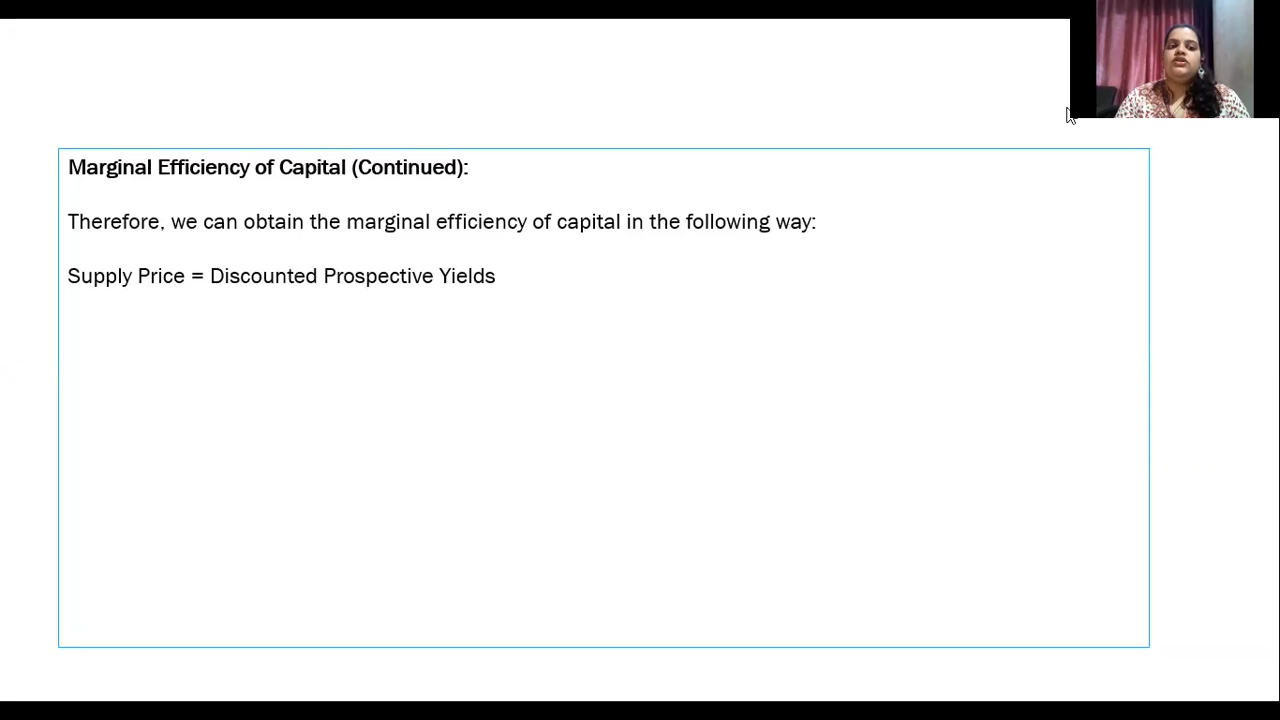 Marginal Efficiency of Capital (Continued):
Therefore, we can obtain the marginal efficiency of capital in the following way:
Supply Price = Discounted Prospective Yields